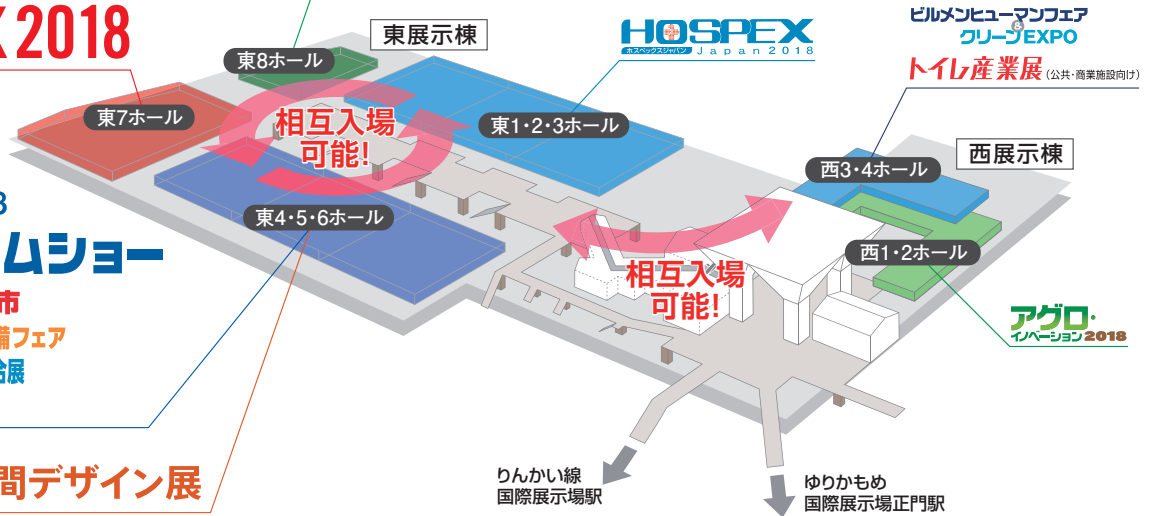 2018
東展示棟
HOSPEX
ホスペックスジャパン Japan 2018
ビルメンヒューマンフェア
&
クリーンEXPO
トイレ産業展 (公共・商業施設向け)
東8ホール
東7ホール
相互入場
可能!
東1・2・3ホール
西展示棟
西3・4ホール
東4・5・6ホール
西1・2ホール
ムショー
市
備フェア
合展
相互入場
可能!
アグロ・
イノベーション2018
間デザイン展
りんかい線
国際展示場駅
ゆりかもめ
国際展示場正門駅